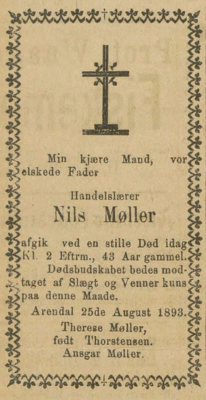 Min kjære Mand, vor
elskede Fader
Handelslærer
Nils Møller
afgik ved en stille Død idag
Kl. 2 Eftrm., 43 Aar gammel.
Dødsbudskabet bedes mod-
taget af Slægt og Venner kuns
paa denne Maade.
Arendal 25de August 1893.
Therese Møller,
født Thorstensen.
Ansgar Møller.